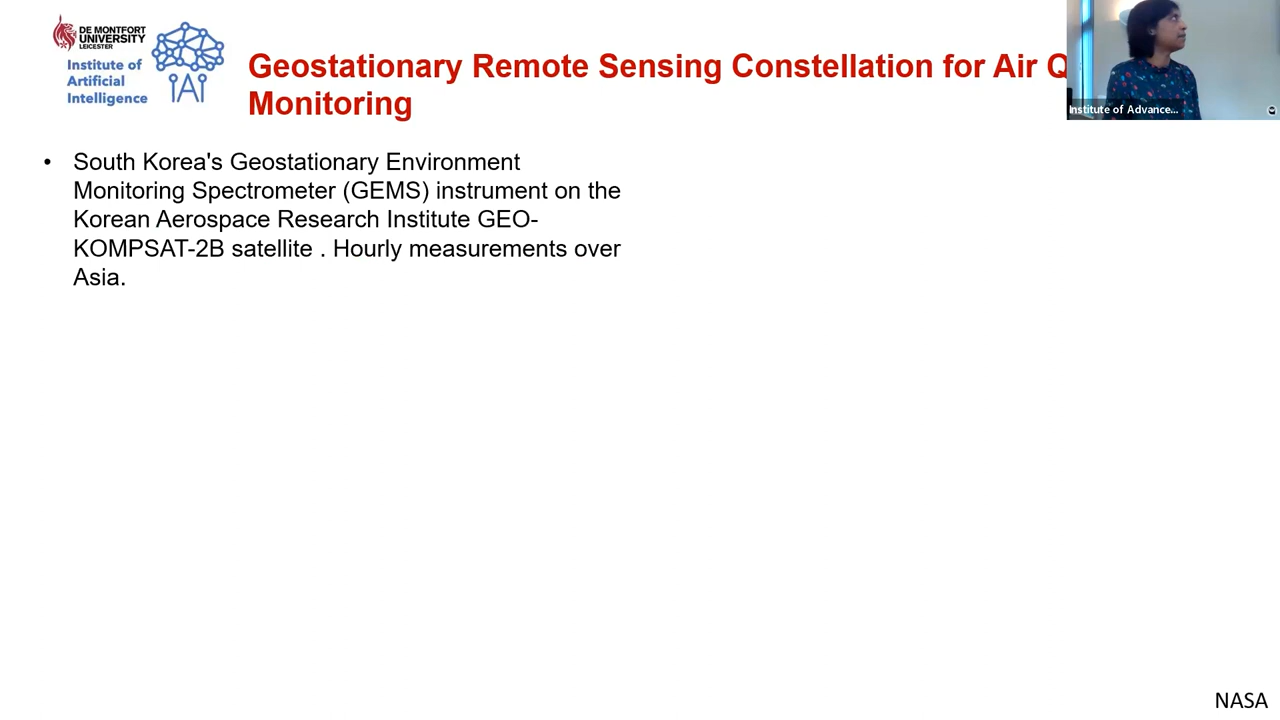 DE MONTFORT
UNIVERSITY
LEICESTER
Institute of
Artificial
Intelligence
IAI
Geostationary Remote Sensing Constellation for Air Q
Monitoring
Institute of Advance...
• South Korea's Geostationary Environment
Monitoring Spectrometer (GEMS) instrument on the
Korean Aerospace Research Institute GEO-
KOMPSAT-2B satellite . Hourly measurements over
Asia.
NASA